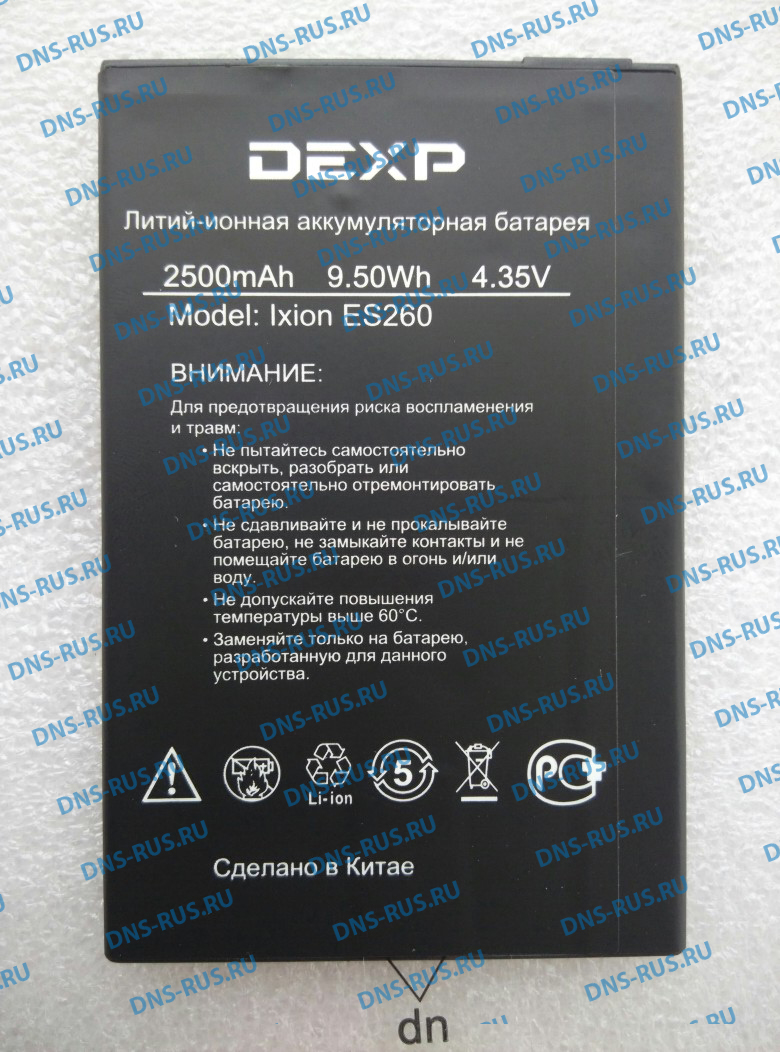 DEXP
Литий-ионная аккумуляторная батарея
2500mAh 9.50Wh 4.35V
Model: Ixion ES260
ВНИМАНИЕ:
Для предотвращения риска воспламенения
и травм:
• Не пытайтесь самостоятельно
вскрыть, разобрать или
самостоятельно отремонтировать
батарею.
• Не сдавливайте и не прокалывайте
батарею, не замыкайте контакты и не
помещайте батарею в огонь и/или
воду.
• Не допускайте повышения
температуры выше 60°C.
• Заменяйте только на батарею,
разработанную для данного
устройства.
5
Li-ion
РС
Сделано в Китае
dn
DNS-RUS.RU